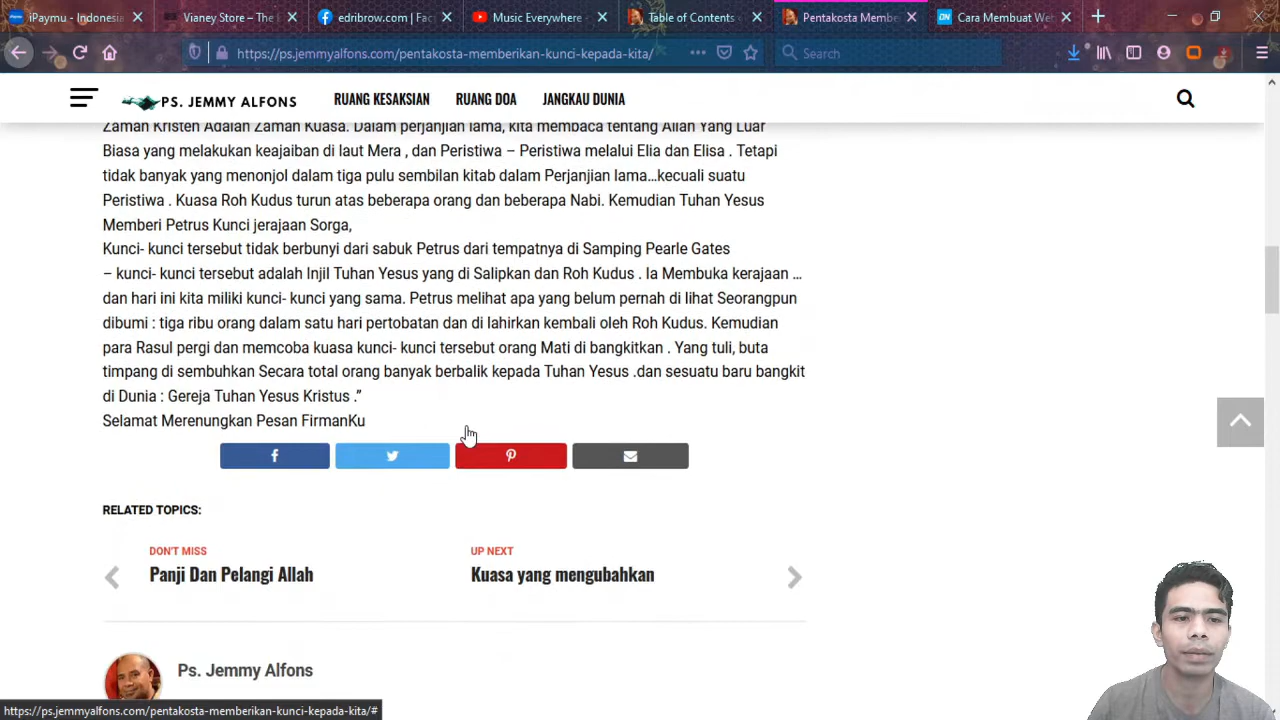 iPaymu - Indonesia
Vianey Store – The
edribrow.com | Fac
Music Everywhere
Table of Contents
Pentakosta Membe
Cara Membuat We
https://ps.jemmyalfons.com/pentakosta-memberikan-kunci-kepada-kita/
Search
PS. JEMMY ALFONS
RUANG KESAKSIAN
RUANG DOA
JANGKAU DUNIA
Zaman Kristen Adalah Zaman Kuasa. Dalam perjanjian lama, kita membaca tentang Allah Yang Luar
Biasa yang melakukan keajaiban di laut Mera , dan Peristiwa – Peristiwa melalui Elia dan Elisa . Tetapi
tidak banyak yang menonjol dalam tiga pulu sembilan kitab dalam Perjanjian lama…kecuali suatu
Peristiwa . Kuasa Roh Kudus turun atas beberapa orang dan beberapa Nabi. Kemudian Tuhan Yesus
Memberi Petrus Kunci jerajaan Sorga,
Kunci- kunci tersebut tidak berbunyi dari sabuk Petrus dari tempatnya di Samping Pearle Gates
– kunci- kunci tersebut adalah Injil Tuhan Yesus yang di Salipkan dan Roh Kudus . Ia Membuka kerajaan …
dan hari ini kita miliki kunci- kunci yang sama. Petrus melihat apa yang belum pernah di lihat Seorangpun
dibumi : tiga ribu orang dalam satu hari pertobatan dan di lahirkan kembali oleh Roh Kudus. Kemudian
para Rasul pergi dan memcoba kuasa kunci- kunci tersebut orang Mati di bangkitkan . Yang tuli, buta
timpang di sembuhkan Secara total orang banyak berbalik kepada Tuhan Yesus .dan sesuatu baru bangkit
di Dunia : Gereja Tuhan Yesus Kristus .”
Selamat Merenungkan Pesan FirmanKu
RELATED TOPICS:
DON'T MISS
Panji Dan Pelangi Allah
UP NEXT
Kuasa yang mengubahkan
Ps. Jemmy Alfons
https://ps.jemmyalfons.com/pentakosta-memberikan-kunci-kepada-kita/#